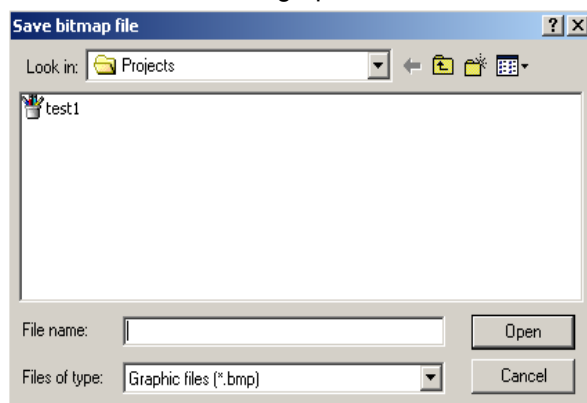 Save bitmap file
Look in: Projects
test1
File name: Open
Files of type: Graphic files (*.bmp) Cancel